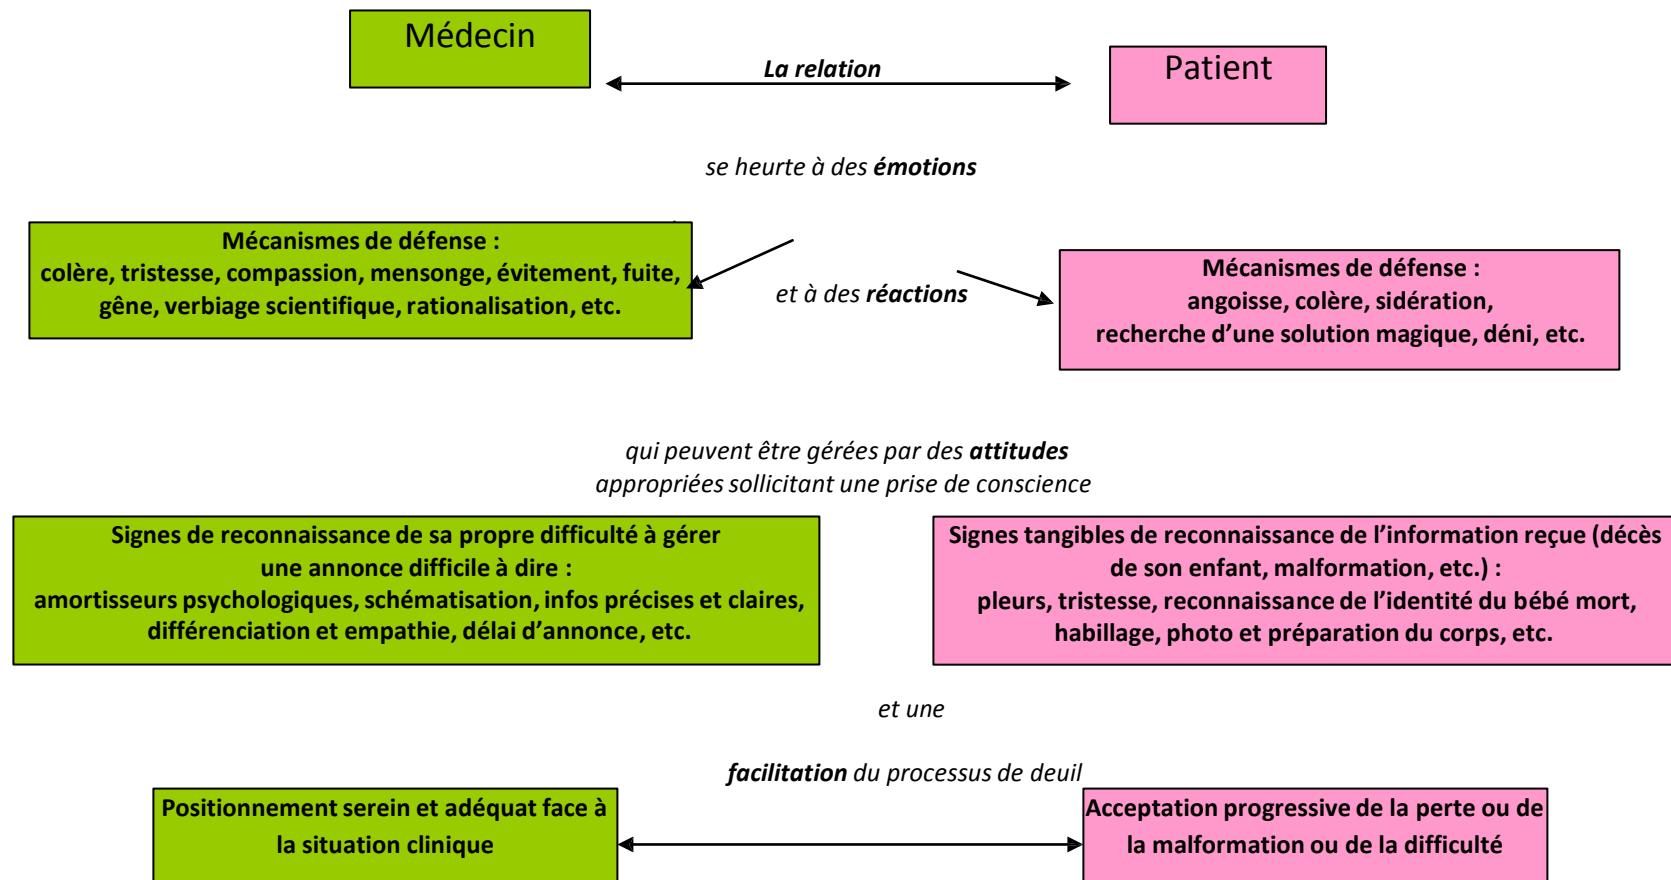 Médecin
La relation
Patient
se heurte à des émotions
Mécanismes de défense :
colère, tristesse, compassion, mensonge, évitement, fuite,
gêne, verbiage scientifique, rationalisation, etc.
et à des réactions
Mécanismes de défense :
angoisse, colère, sidération,
recherche d’une solution magique, déni, etc.
qui peuvent être gérées par des attitudes
appropriées sollicitant une prise de conscience
Signes de reconnaissance de sa propre difficulté à gérer
une annonce difficile à dire :
amortisseurs psychologiques, schématisation, infos précises et claires,
différenciation et empathie, délai d’annonce, etc.
Signes tangibles de reconnaissance de l’information reçue (décès
de son enfant, malformation, etc.) :
pleurs, tristesse, reconnaissance de l’identité du bébé mort,
habillage, photo et préparation du corps, etc.
et une
facilitation du processus de deuil
Positionnement serein et adéquat face à
la situation clinique
Acceptation progressive de la perte ou de
la malformation ou de la difficulté